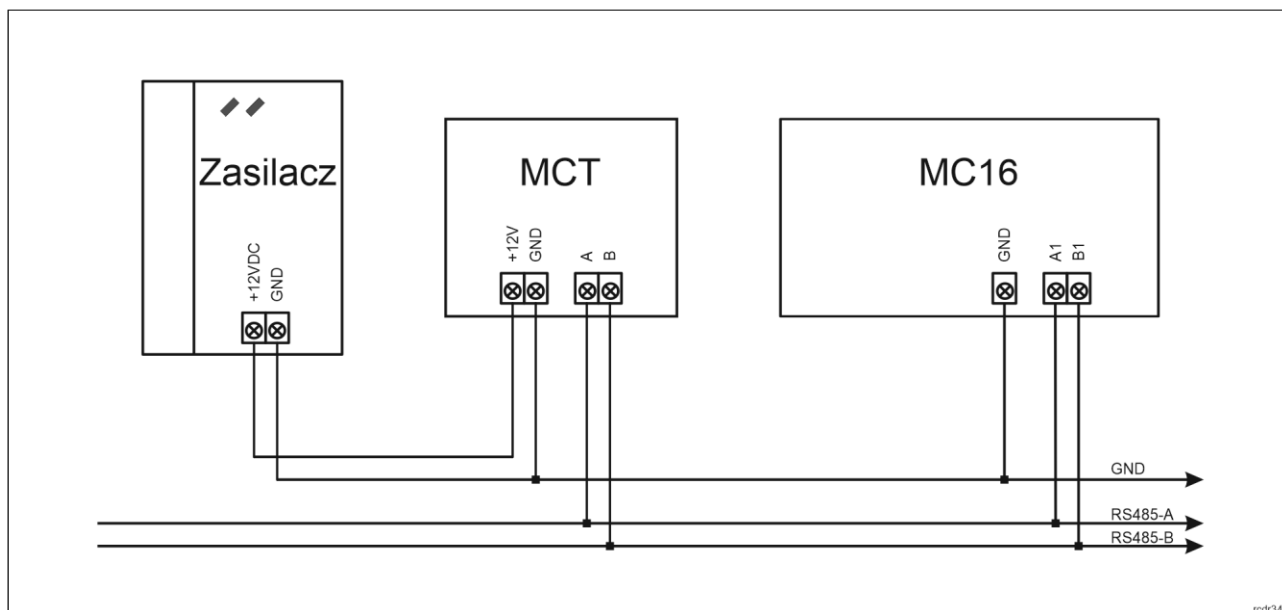 Zasilacz
+12VDC
GND
MCT
+12V
GND
A
B
MC16
GND
A1
B1
GND
RS485-A
RS485-B